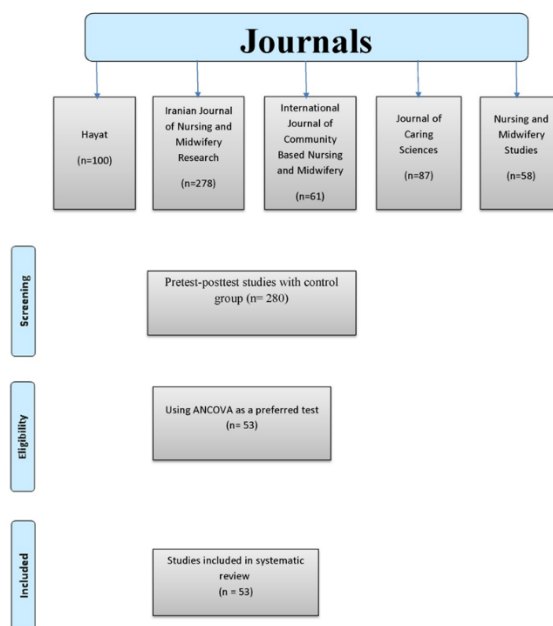 Journals
Hayat
(n=100)
Iranian Journal
of Nursing and
Midwifery
Research
(n=278)
International
Journal of
Community
Based Nursing
and Midwifery
(n=61)
Journal of
Caring
Sciences
(n=87)
Nursing and
Midwifery
Studies
(n=58)
Screening
Pretest-posttest studies with control
group (n= 280)
Eligibility
Using ANCOVA as a preferred test
(n= 53)
Included
Studies included in systematic
review
(n = 53)